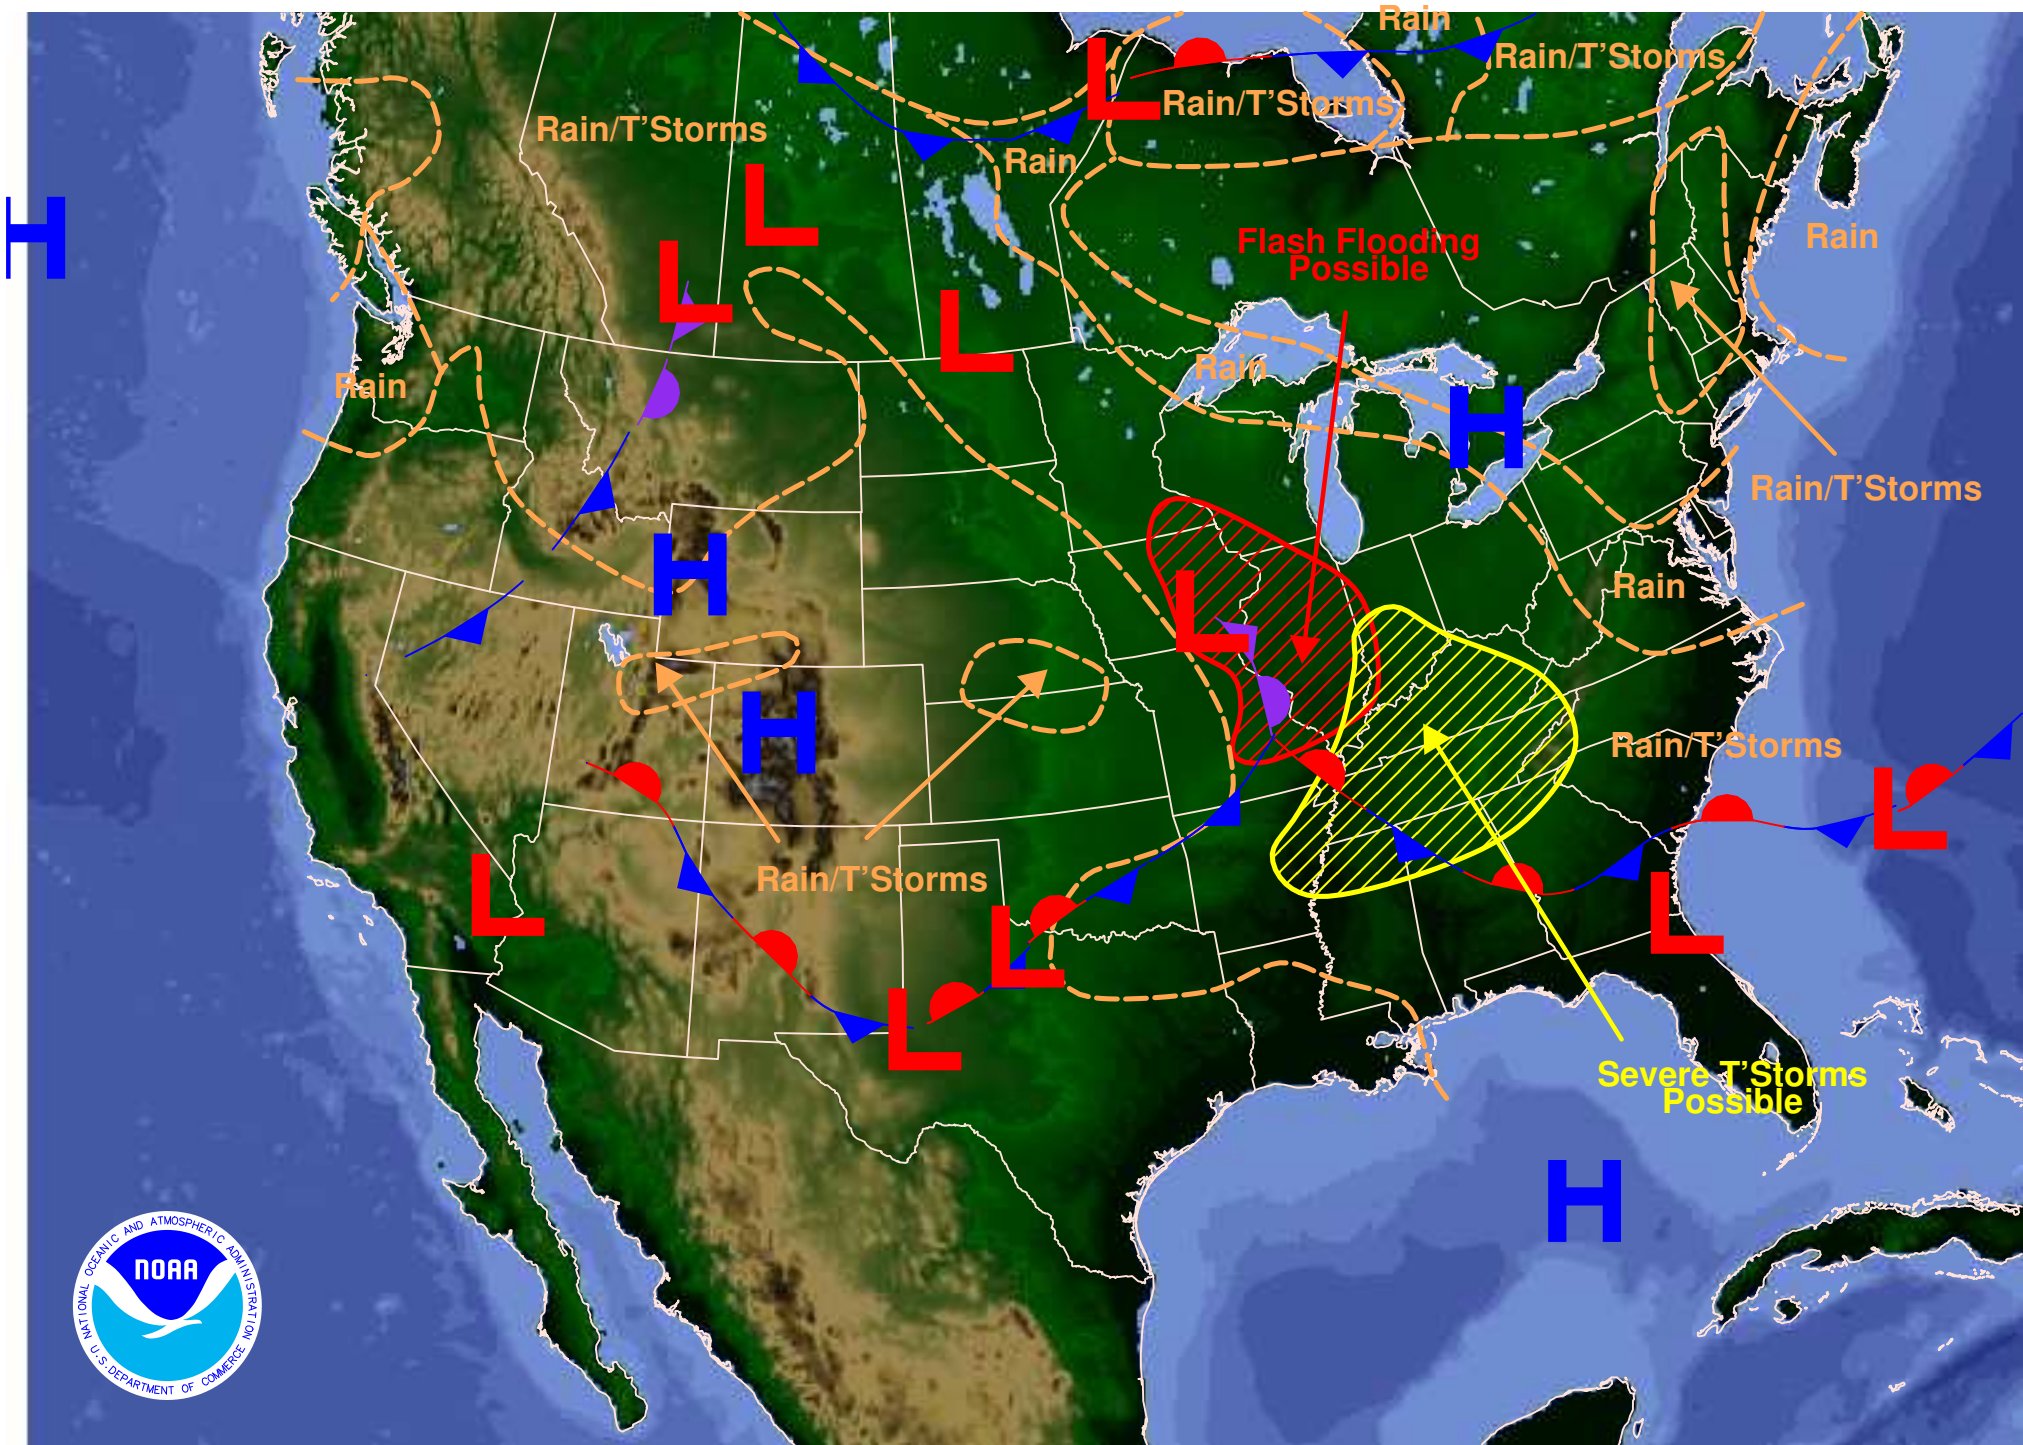 Rain
Rain/T'Storms
Rain/T'Storms
Rain/T'Storms
Rain
Flash Flooding
Possible
Rain
Rain
Rain
Rain/T'Storms
Rain
Rain/T'Storms
Rain/T'Storms
Severe T'Storms
Possible
H
L
L
L
L
H
H
L
H
L
L
L
L
L
H
NATIONAL OCEANIC AND ATMOSPHERIC ADMINISTRATION
NOAA
U.S. DEPARTMENT OF COMMERCE